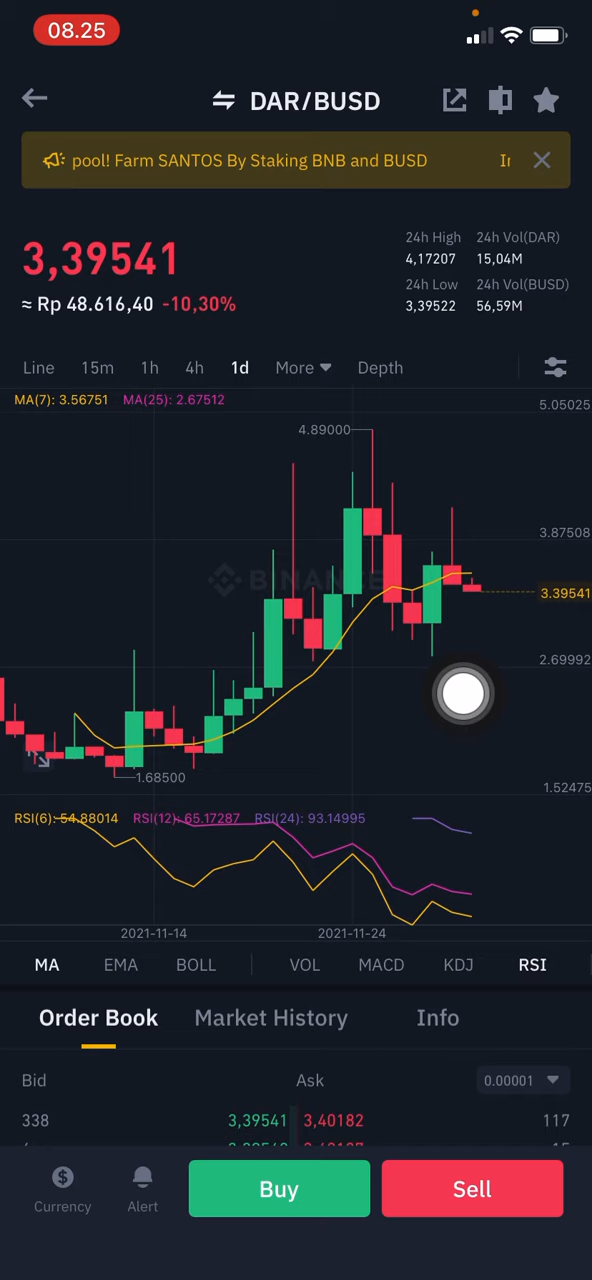 08.25
DAR/BUSD
pool! Farm SANTOS By Staking BNB and BUSD
3,39541
≈ Rp 48.616,40 -10,30%
24h High 24h Vol(DAR)
4,17207 15,04M
24h Low 24h Vol(BUSD)
3,39522 56,59M
Line 15m 1h 4h 1d More Depth
MA(7): 3.56751 MA(25): 2.67512
5.05025
4.89000
3.87508
BINANCE
3.39541
2.69992
1.68500
1.52475
RSI(6): 54.88014 RSI(12): 65.17287 RSI(24): 93.14995
2021-11-14 2021-11-24
MA EMA BOLL VOL MACD KDJ RSI
Order Book Market History Info
Bid Ask 0.00001
338 3,39541 3,40182 117
Currency Alert Buy Sell